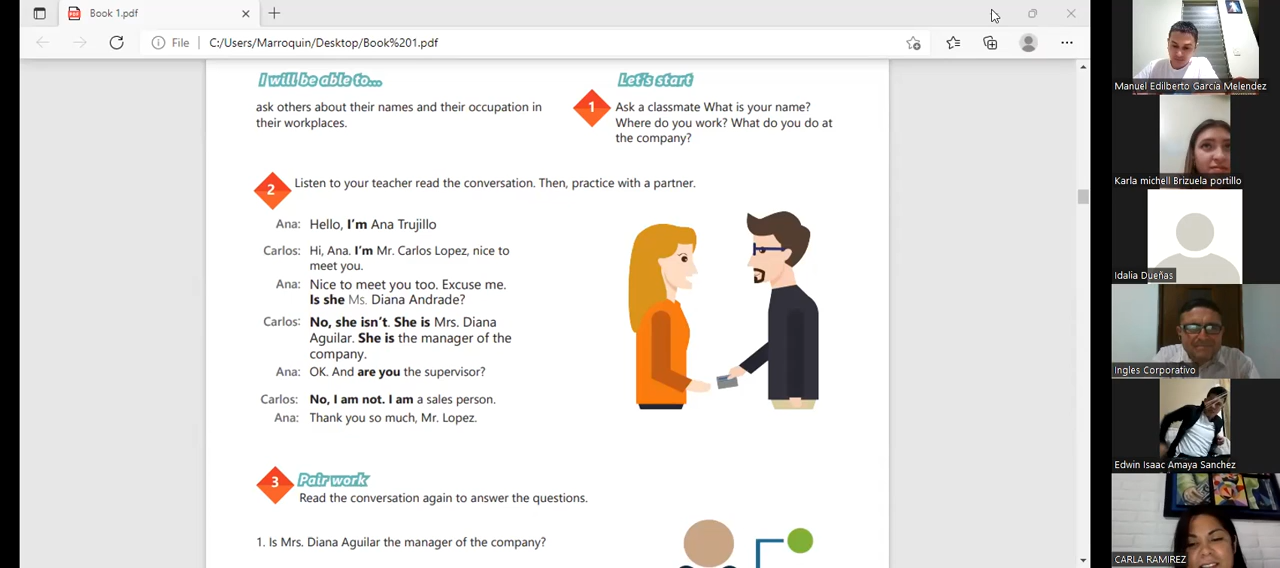 Book 1.pdf
File
C:/Users/Marroquin/Desktop/Book%201.pdf
I will be able to...
ask others about their names and their occupation in
their workplaces.
Let's start
1
Ask a classmate What is your name?
Where do you work? What do you do at
the company?
2
Listen to your teacher read the conversation. Then, practice with a partner.
Ana: Hello, I'm Ana Trujillo
Carlos: Hi, Ana. I'm Mr. Carlos Lopez, nice to
meet you.
Ana: Nice to meet you too. Excuse me.
Is she Ms. Diana Andrade?
Carlos: No, she isn't. She is Mrs. Diana
Aguilar. She is the manager of the
company.
Ana: OK. And are you the supervisor?
Carlos: No, I am not. I am a sales person.
Ana: Thank you so much, Mr. Lopez.
3
Pair work
Read the conversation again to answer the questions.
1. Is Mrs. Diana Aguilar the manager of the company?
Manuel Edilberto García Melendez
Karla michell Brizuela portillo
Idalia Dueñas
Ingles Corporativo
Edwin Isaac Amaya Sanchez
CARLA RAMIREZ